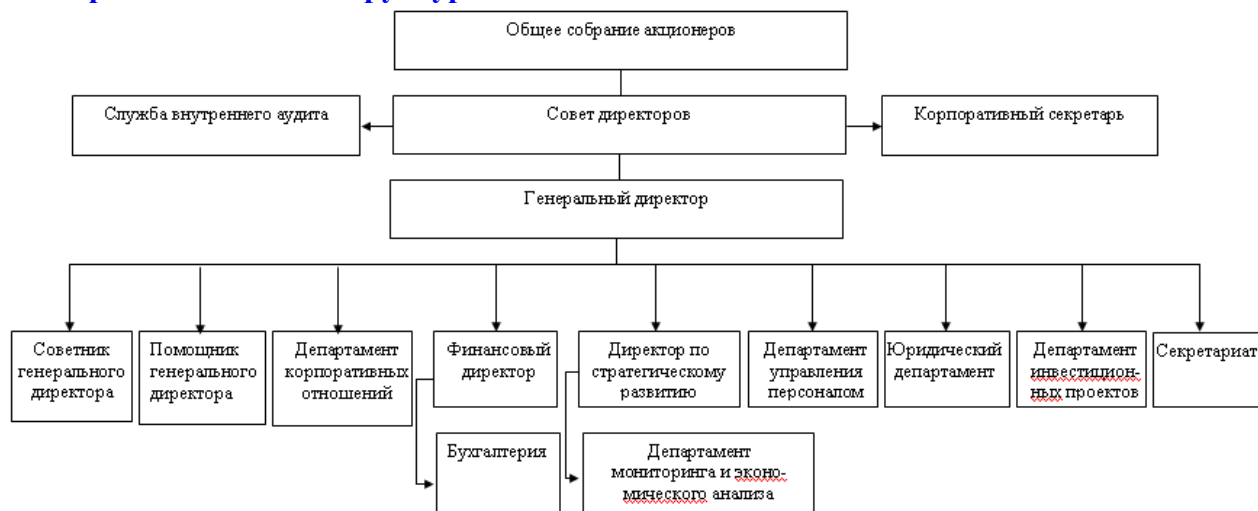 Общее собрание акционеров
Служба внутреннего аудита
Совет директоров
Корпоративный секретарь
Генеральный директор
Советник
генерального
директора
Помощник
генерального
директора
Департамент
корпоративных
отношений
Финансовый
директор
Директор по
стратегическому
развитию
Департамент
управления
персоналом
Юридический
департамент
Департамент
инвестицион-
ных проектов
Секретариат
Бухгалтерия
Департамент
мониторинга и эконо-
мического анализа